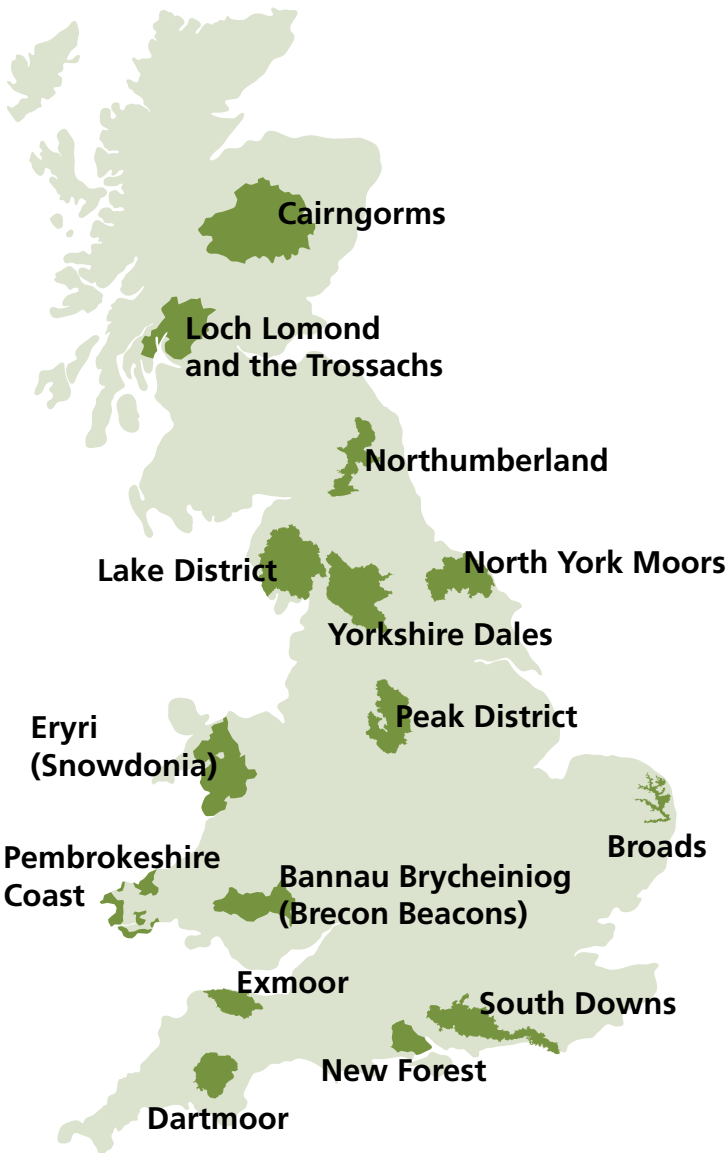 Cairngorms
Loch Lomond
and the Trossachs
Northumberland
Lake District
North York Moors
Yorkshire Dales
Peak District
Eryri
(Snowdonia)
Broads
Pembrokeshire
Coast
Bannau Brycheiniog
(Brecon Beacons)
Exmoor
South Downs
New Forest
Dartmoor